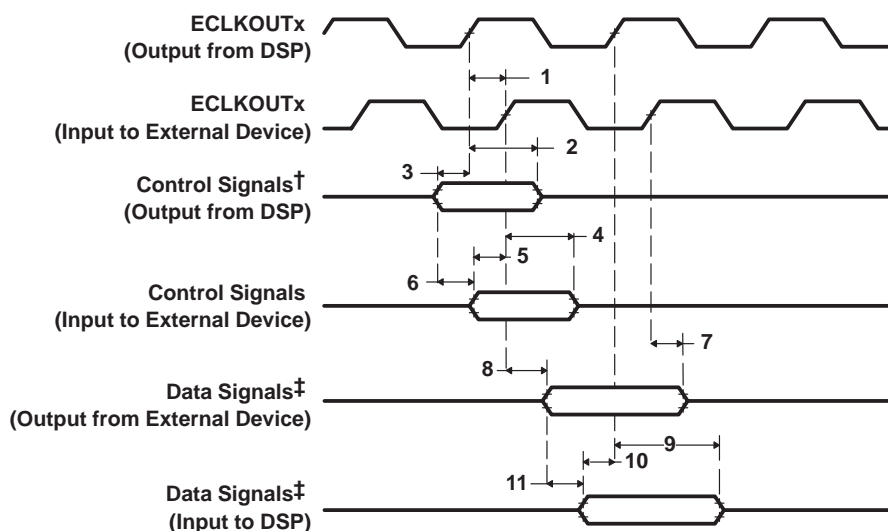 ECLKOUTx
(Output from DSP)
1
ECLKOUTx
(Input to External Device)
2
3
Control Signals†
(Output from DSP)
4
5
6
Control Signals
(Input to External Device)
7
8
Data Signals‡
(Output from External Device)
9
10
11
Data Signals‡
(Input to DSP)